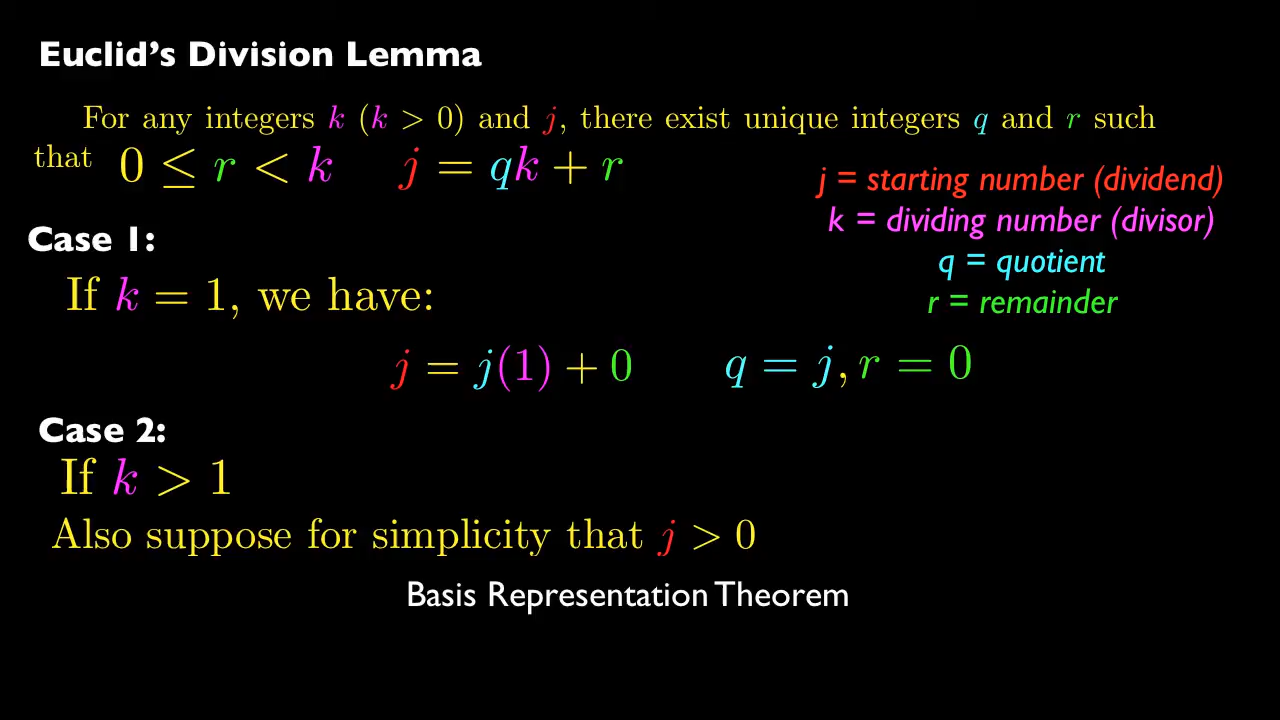 Euclid’s Division Lemma
For any integers k (k > 0) and j, there exist unique integers q and r such
that 0 ≤ r < k j = qk + r
j = starting number (dividend)
k = dividing number (divisor)
q = quotient
r = remainder
Case 1:
If k = 1, we have:
j = j(1) + 0 q = j, r = 0
Case 2:
If k > 1
Also suppose for simplicity that j > 0
Basis Representation Theorem